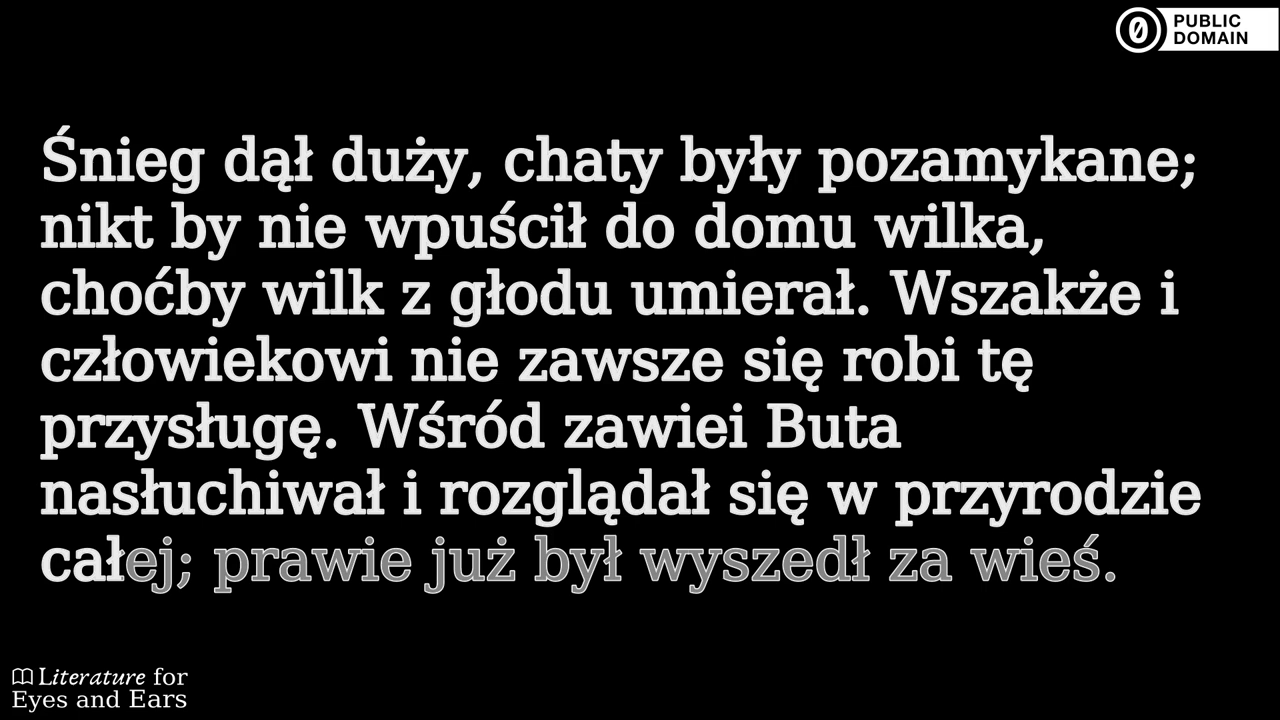 PUBLIC
DOMAIN
Śnieg dął duży, chaty były pozamykane;
nikt by nie wpuścił do domu wilka,
choćby wilk z głodu umierał. Wszakże i
człowiekowi nie zawsze się robi tę
przysługę. Wśród zawiei Buta
nasłuchiwał i rozglądał się w przyrodzie
całej; prawie już był wyszedł za wieś.
Literature for
Eyes and Ears